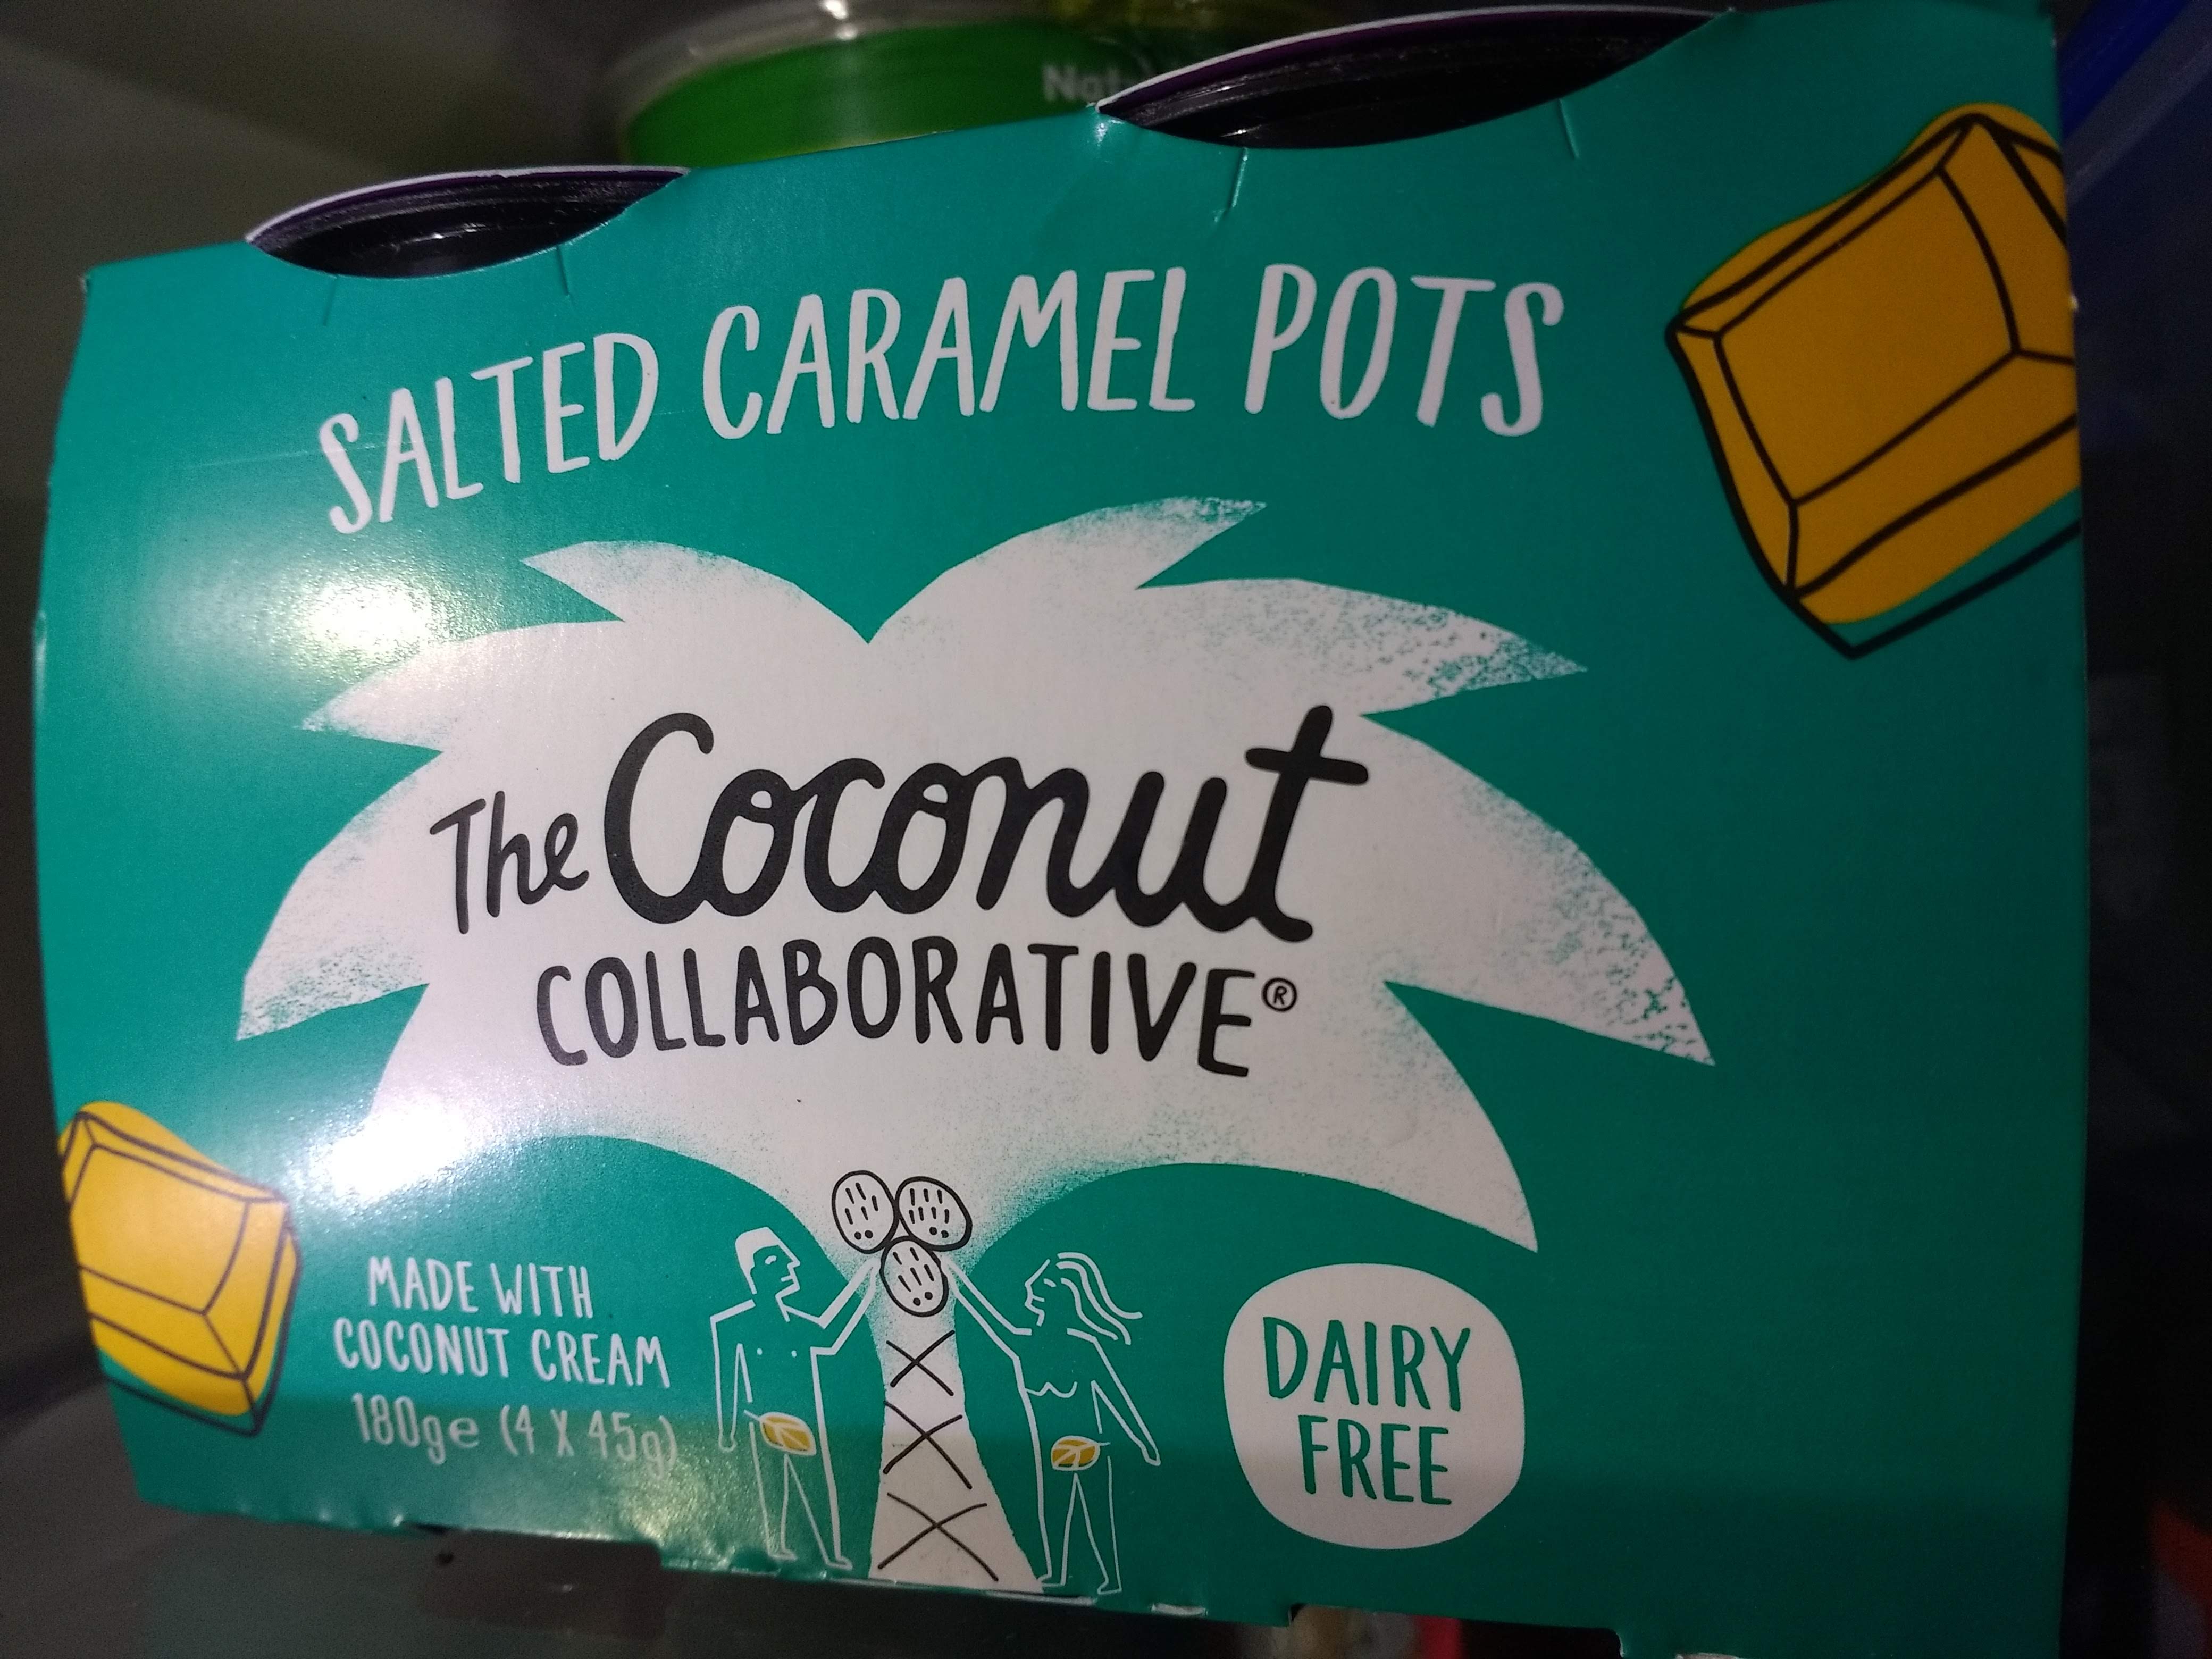 SALTED CARAMEL POTS
The Coconut
COLLABORATIVE®
MADE WITH
COCONUT CREAM
180g℮ (4 X 45g)
DAIRY
FREE